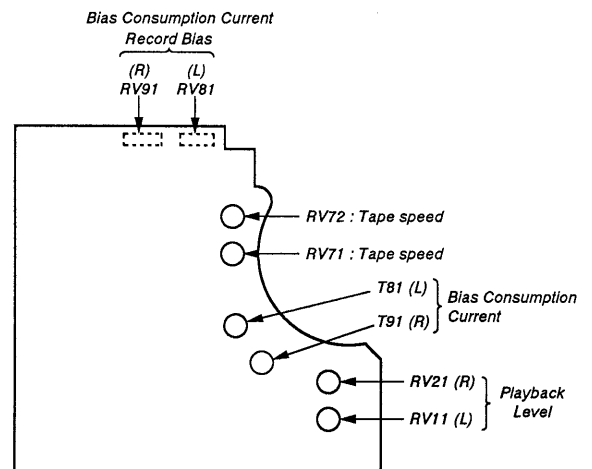 Bias Consumption Current
Record Bias
(R) (L)
RV91 RV81
RV72 : Tape speed
RV71 : Tape speed
T81 (L)
Bias Consumption
T91 (R)
Current
RV21 (R)
Playback
Level
RV11 (L)